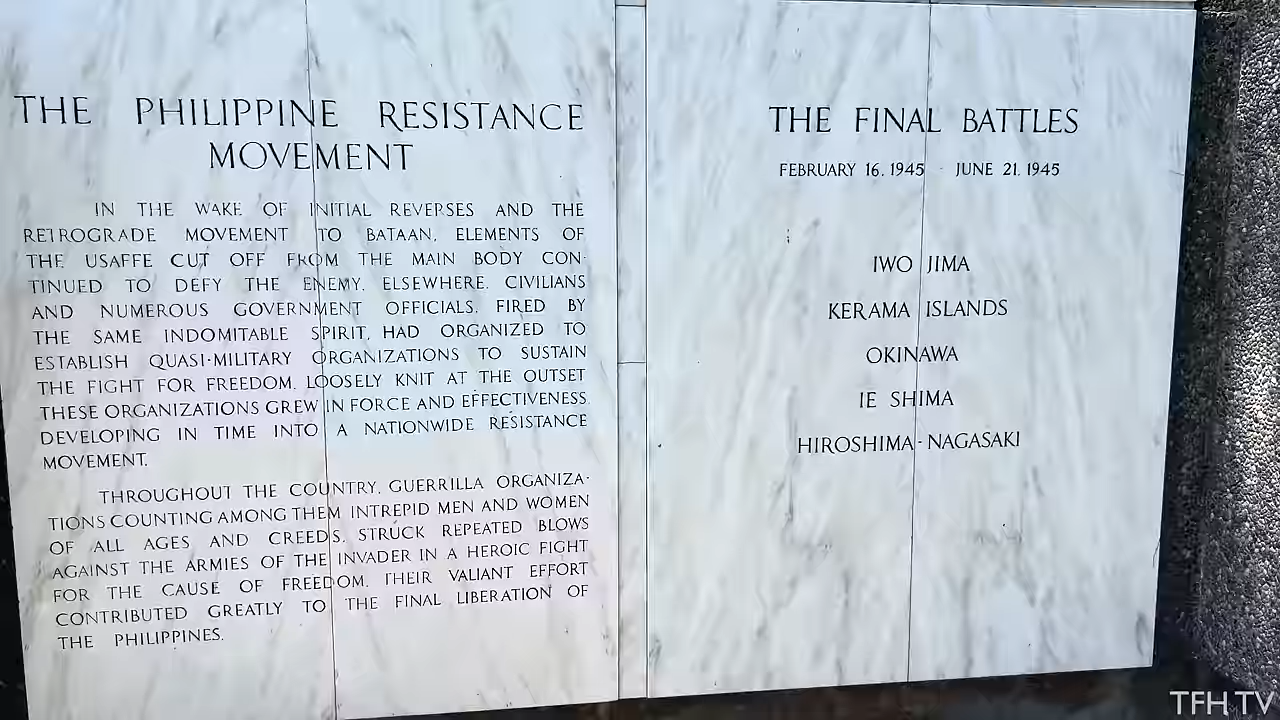 THE PHILIPPINE RESISTANCE
MOVEMENT
IN THE WAKE OF INITIAL REVERSES AND THE
RETROGRADE MOVEMENT TO BATAAN, ELEMENTS OF
THE USAFFE CUT OFF FROM THE MAIN BODY CON-
TINUED TO DEFY THE ENEMY. ELSEWHERE, CIVILIANS
AND NUMEROUS GOVERNMENT OFFICIALS, FIRED BY
THE SAME INDOMITABLE SPIRIT, HAD ORGANIZED TO
ESTABLISH QUASI-MILITARY ORGANIZATIONS TO SUSTAIN
THE FIGHT FOR FREEDOM. LOOSELY KNIT AT THE OUTSET
THESE ORGANIZATIONS GREW IN FORCE AND EFFECTIVENESS,
DEVELOPING IN TIME INTO A NATIONWIDE RESISTANCE
MOVEMENT.
THROUGHOUT THE COUNTRY, GUERRILLA ORGANIZA-
TIONS COUNTING AMONG THEM INTREPID MEN AND WOMEN
OF ALL AGES AND CREEDS, STRUCK REPEATED BLOWS
AGAINST THE ARMIES OF THE INVADER IN A HEROIC FIGHT
FOR THE CAUSE OF FREEDOM. THEIR VALIANT EFFORT
CONTRIBUTED GREATLY TO THE FINAL LIBERATION OF
THE PHILIPPINES.
THE FINAL BATTLES
FEBRUARY 16, 1945 - JUNE 21, 1945
IWO JIMA
KERAMA ISLANDS
OKINAWA
IE SHIMA
HIROSHIMA-NAGASAKI
TFH TV